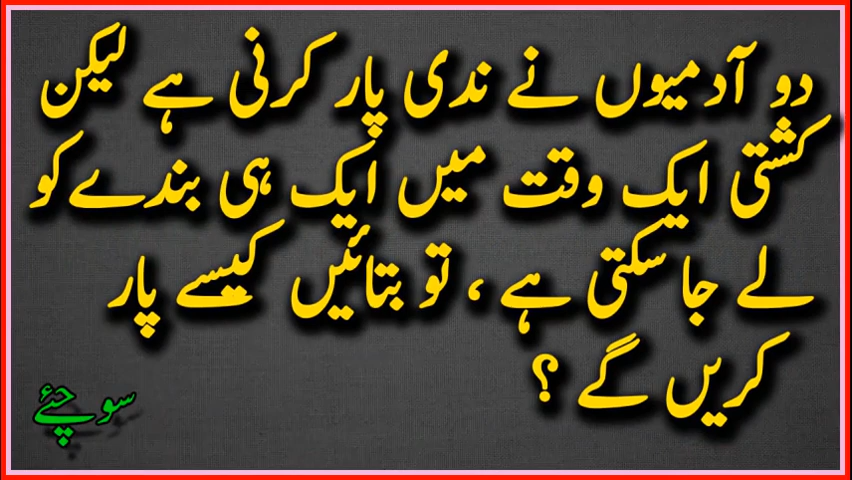 دو آدمیوں نے ندی پار کرنی ہے لیکن
کشتی ایک وقت میں ایک ہی بندے کو
لے جا سکتی ہے ، تو بتائیں کیسے پار
کریں گے ؟
سوچئے